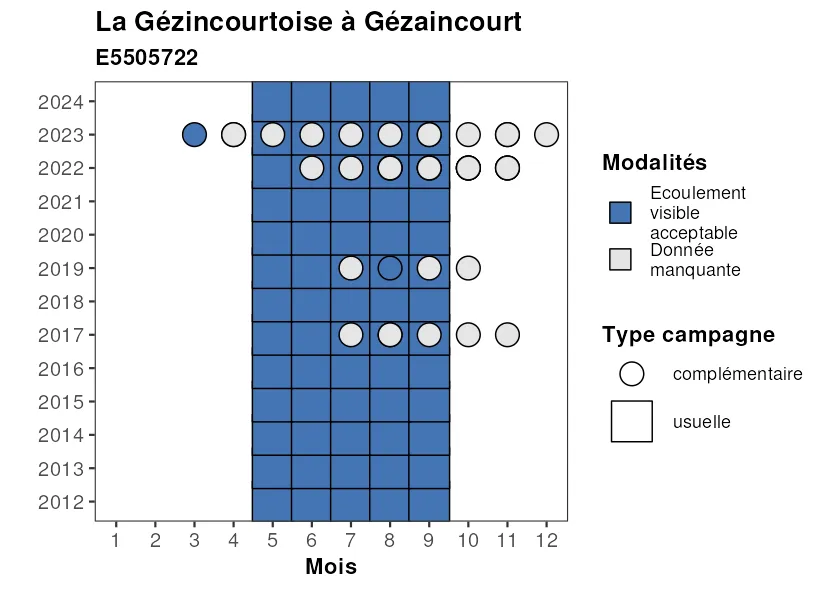 La Gézincourtoise à Gézaincourt
E5505722
2024
2023
2022
2021
2020
2019
2018
2017
2016
2015
2014
2013
2012
1 2 3 4 5 6 7 8 9 10 11 12
Mois
Modalités
Ecoulement
visible
acceptable
Donnée
manquante
Type campagne
complémentaire
usuelle